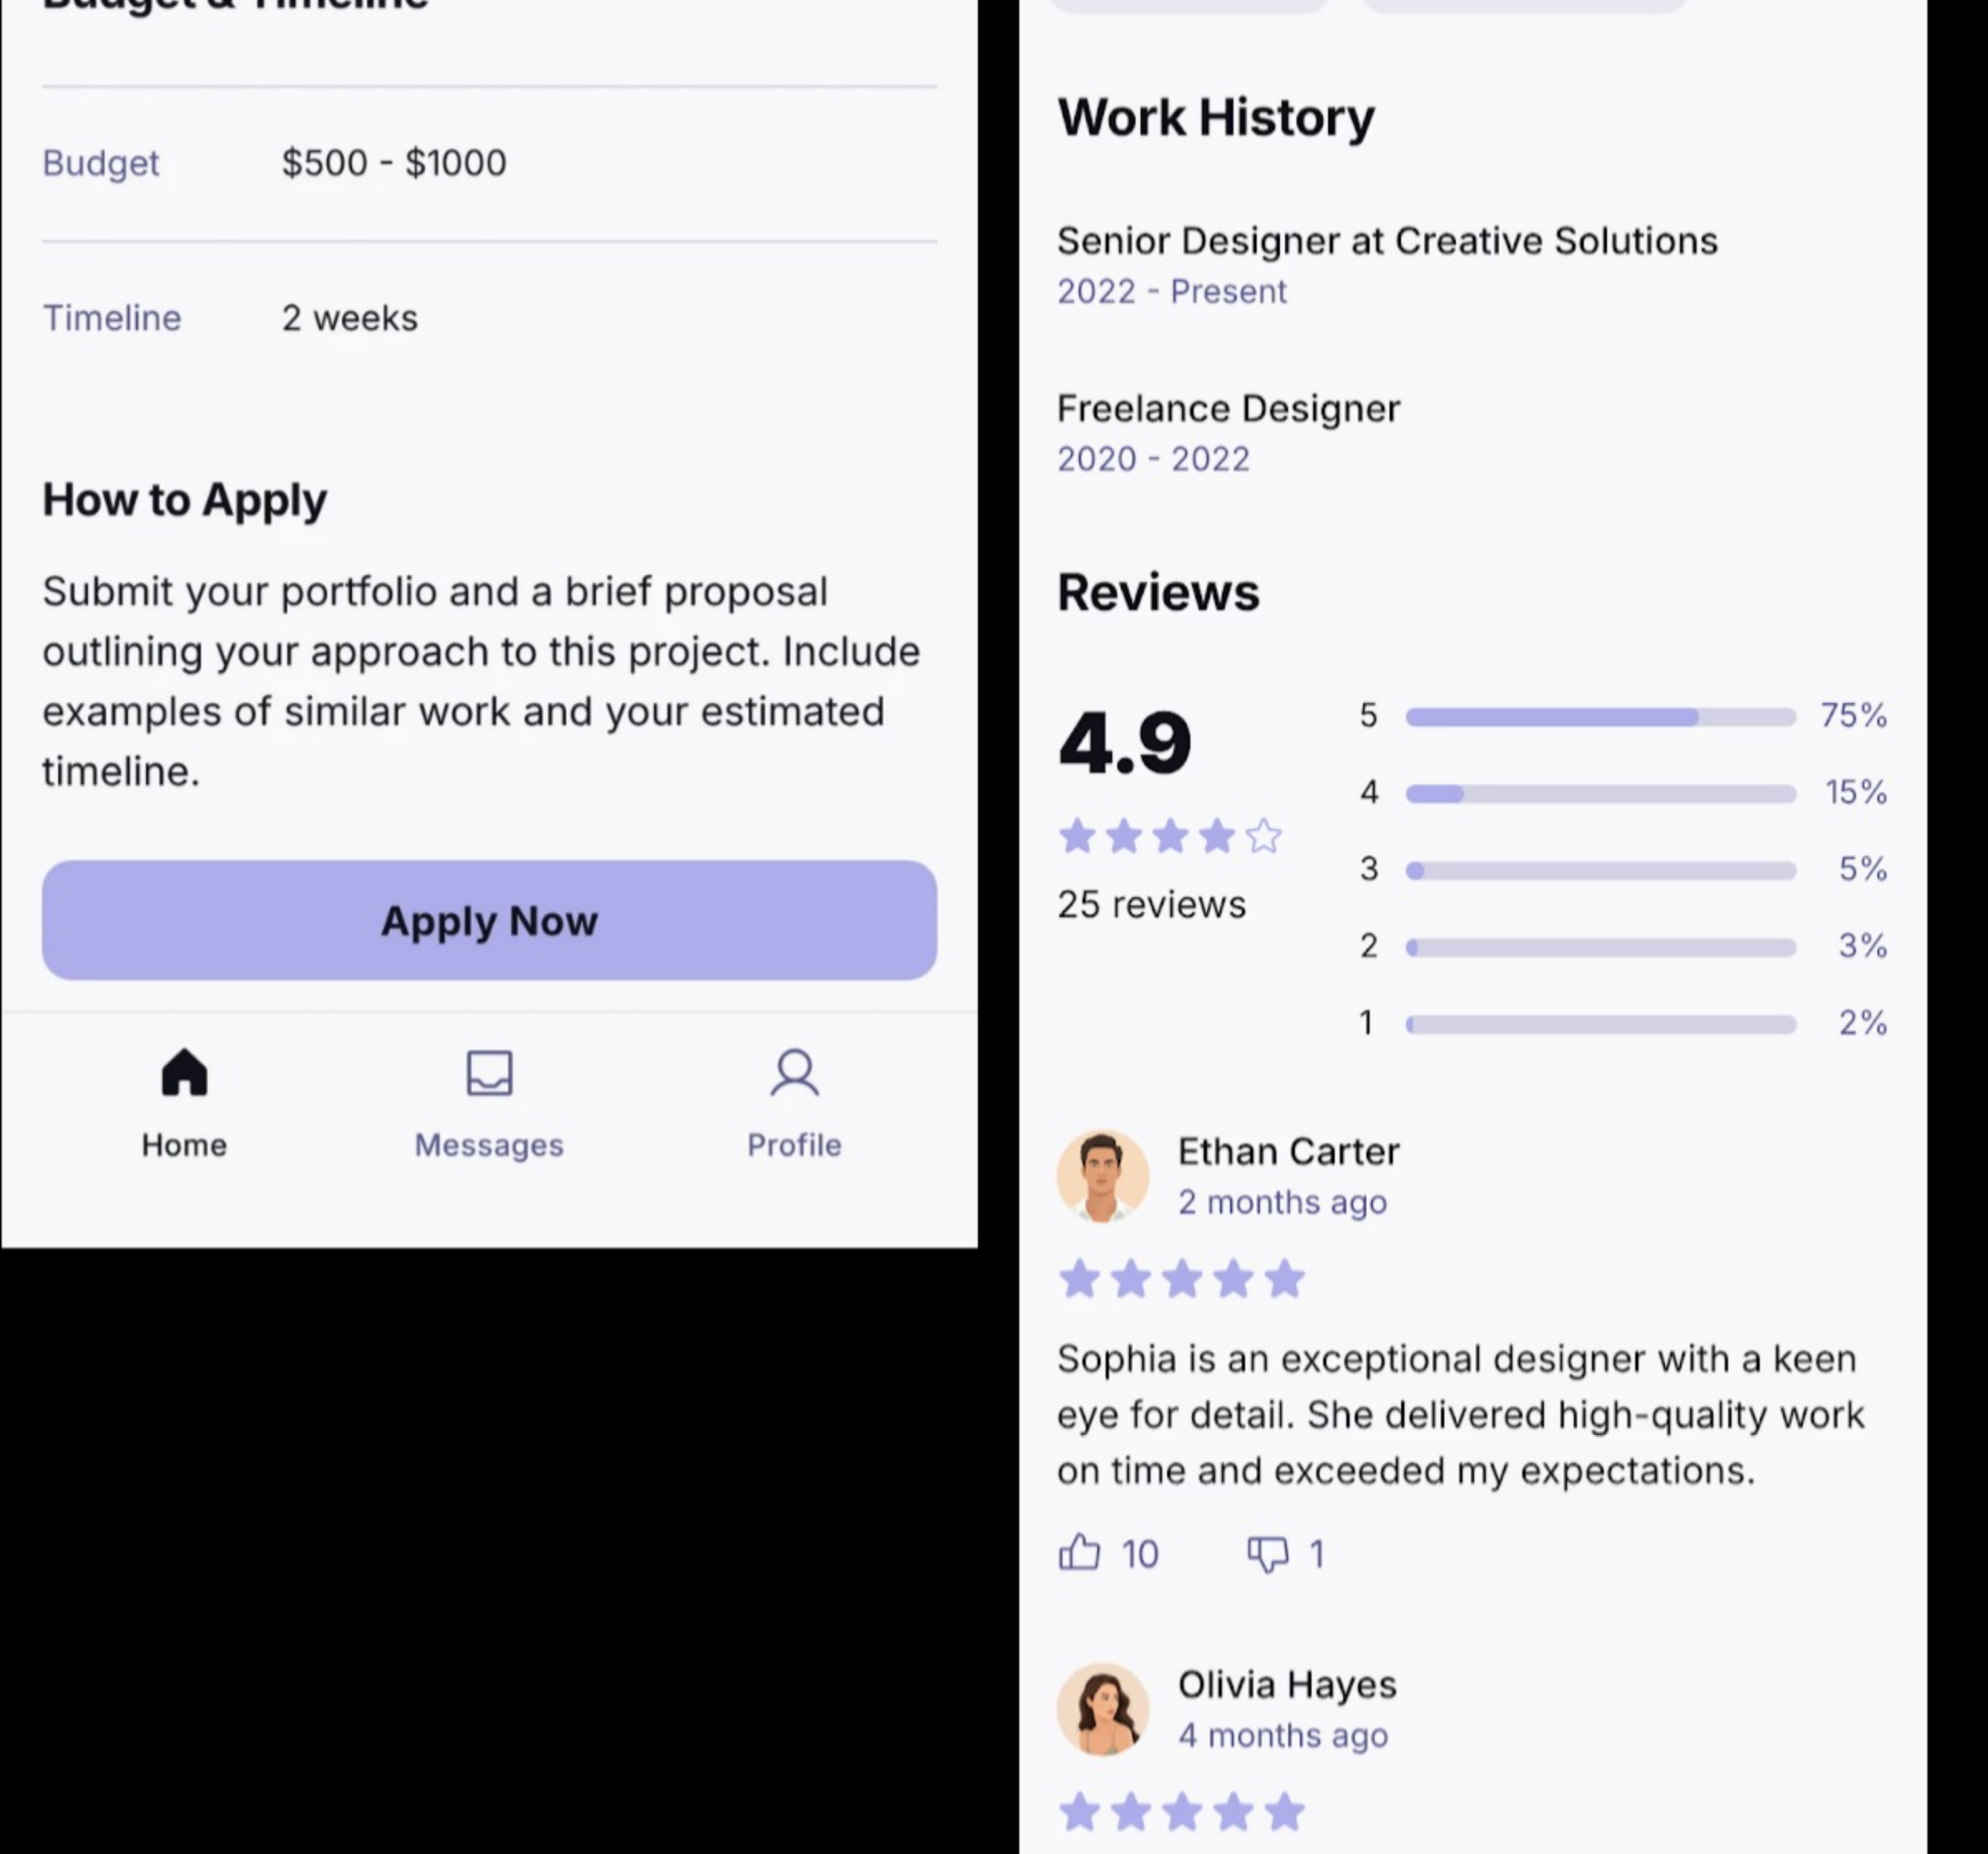 Budget & Timeline
Budget $500 - $1000
Timeline 2 weeks
How to Apply
Submit your portfolio and a brief proposal
outlining your approach to this project. Include
examples of similar work and your estimated
timeline.
Apply Now
Home Messages Profile
Work History
Senior Designer at Creative Solutions
2022 - Present
Freelance Designer
2020 - 2022
Reviews
4.9
25 reviews
5 75%
4 15%
3 5%
2 3%
1 2%
Ethan Carter
2 months ago
Sophia is an exceptional designer with a keen
eye for detail. She delivered high-quality work
on time and exceeded my expectations.
10 1
Olivia Hayes
4 months ago